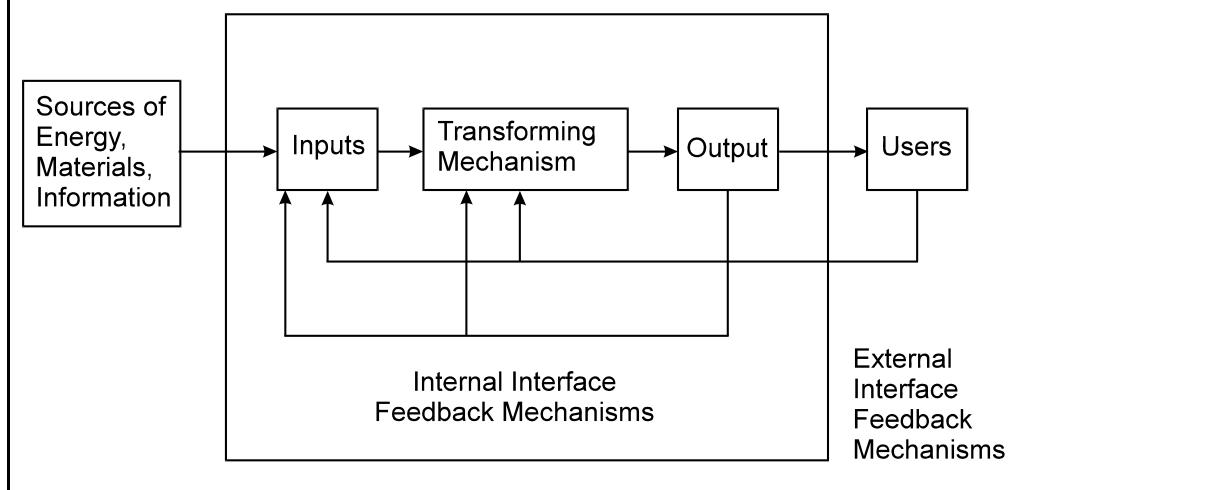 Sources of
Energy,
Materials,
Information
Inputs
Transforming
Mechanism
Output
Users
Internal Interface
Feedback Mechanisms
External
Interface
Feedback
Mechanisms